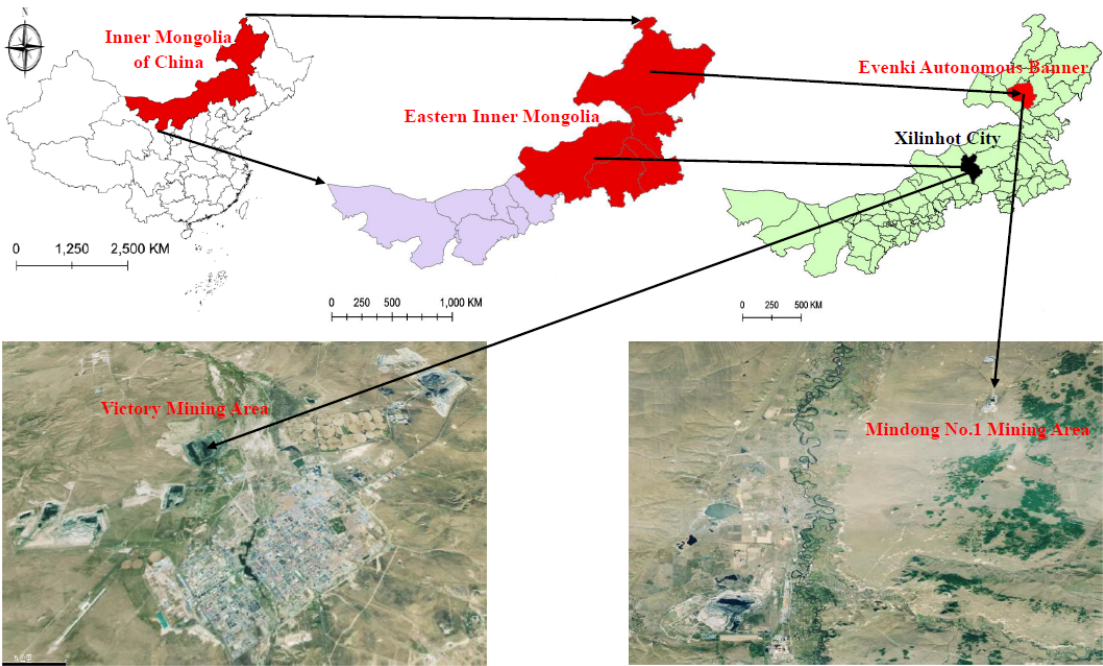 N
Inner Mongolia
of China
Evenki Autonomous Banner
Eastern Inner Mongolia
Xilinhot City
0 1,250 2,500 KM
0 250 500 1,000 KM
0 250 500 KM
Victory Mining Area
Mindong No.1 Mining Area